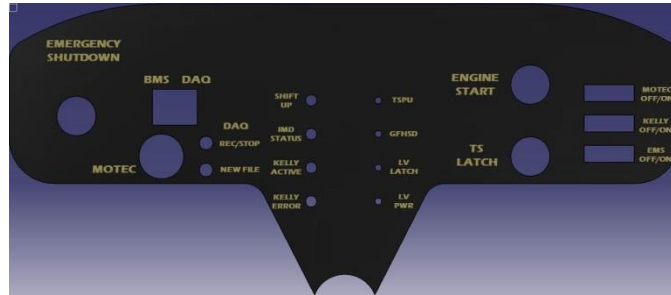 EMERGENCY
SHUTDOWN
BMS DAQ
DAQ
REC/STOP
NEW FILE
MOTEC
SHIFT
UP
IMD
STATUS
KELLY
ACTIVE
KELLY
ERROR
TSPU
GFHSD
LV
LATCH
LV
PWR
ENGINE
START
TS
LATCH
MOTEC
OFF/ON
KELLY
OFF/ON
EMS
OFF/ON